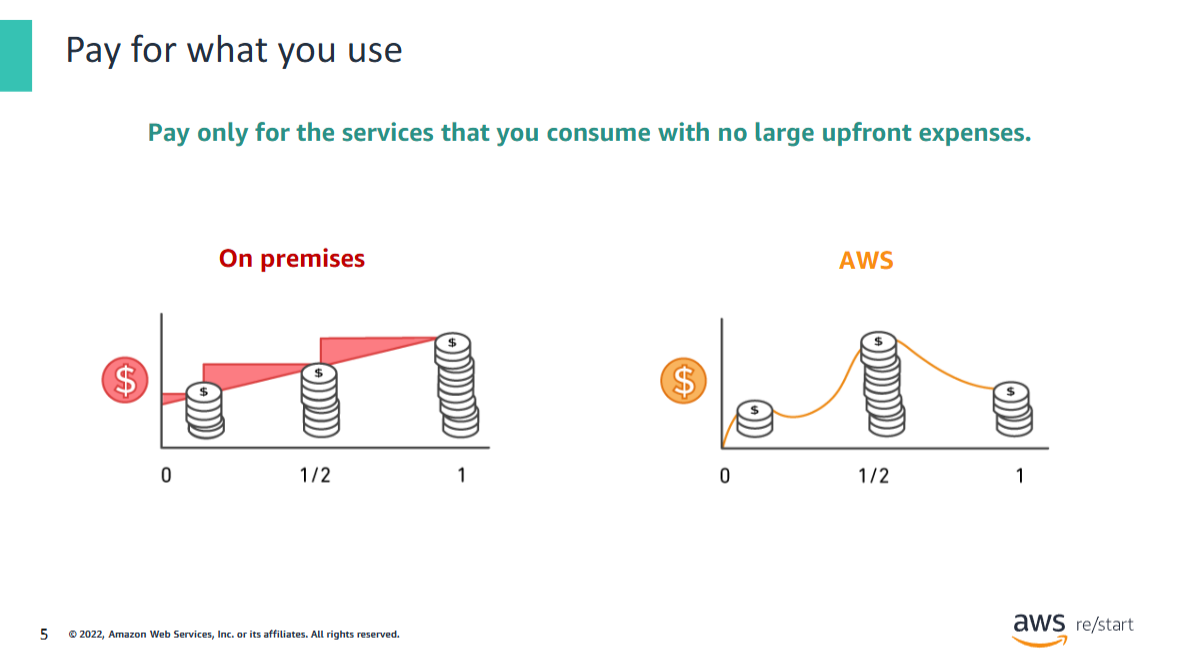 Pay for what you use
Pay only for the services that you consume with no large upfront expenses.
On premises
$
$
$
$
0
1/2
1
AWS
$
$
$
$
0
1/2
1
5
© 2022, Amazon Web Services, Inc. or its affiliates. All rights reserved.
aws re/start